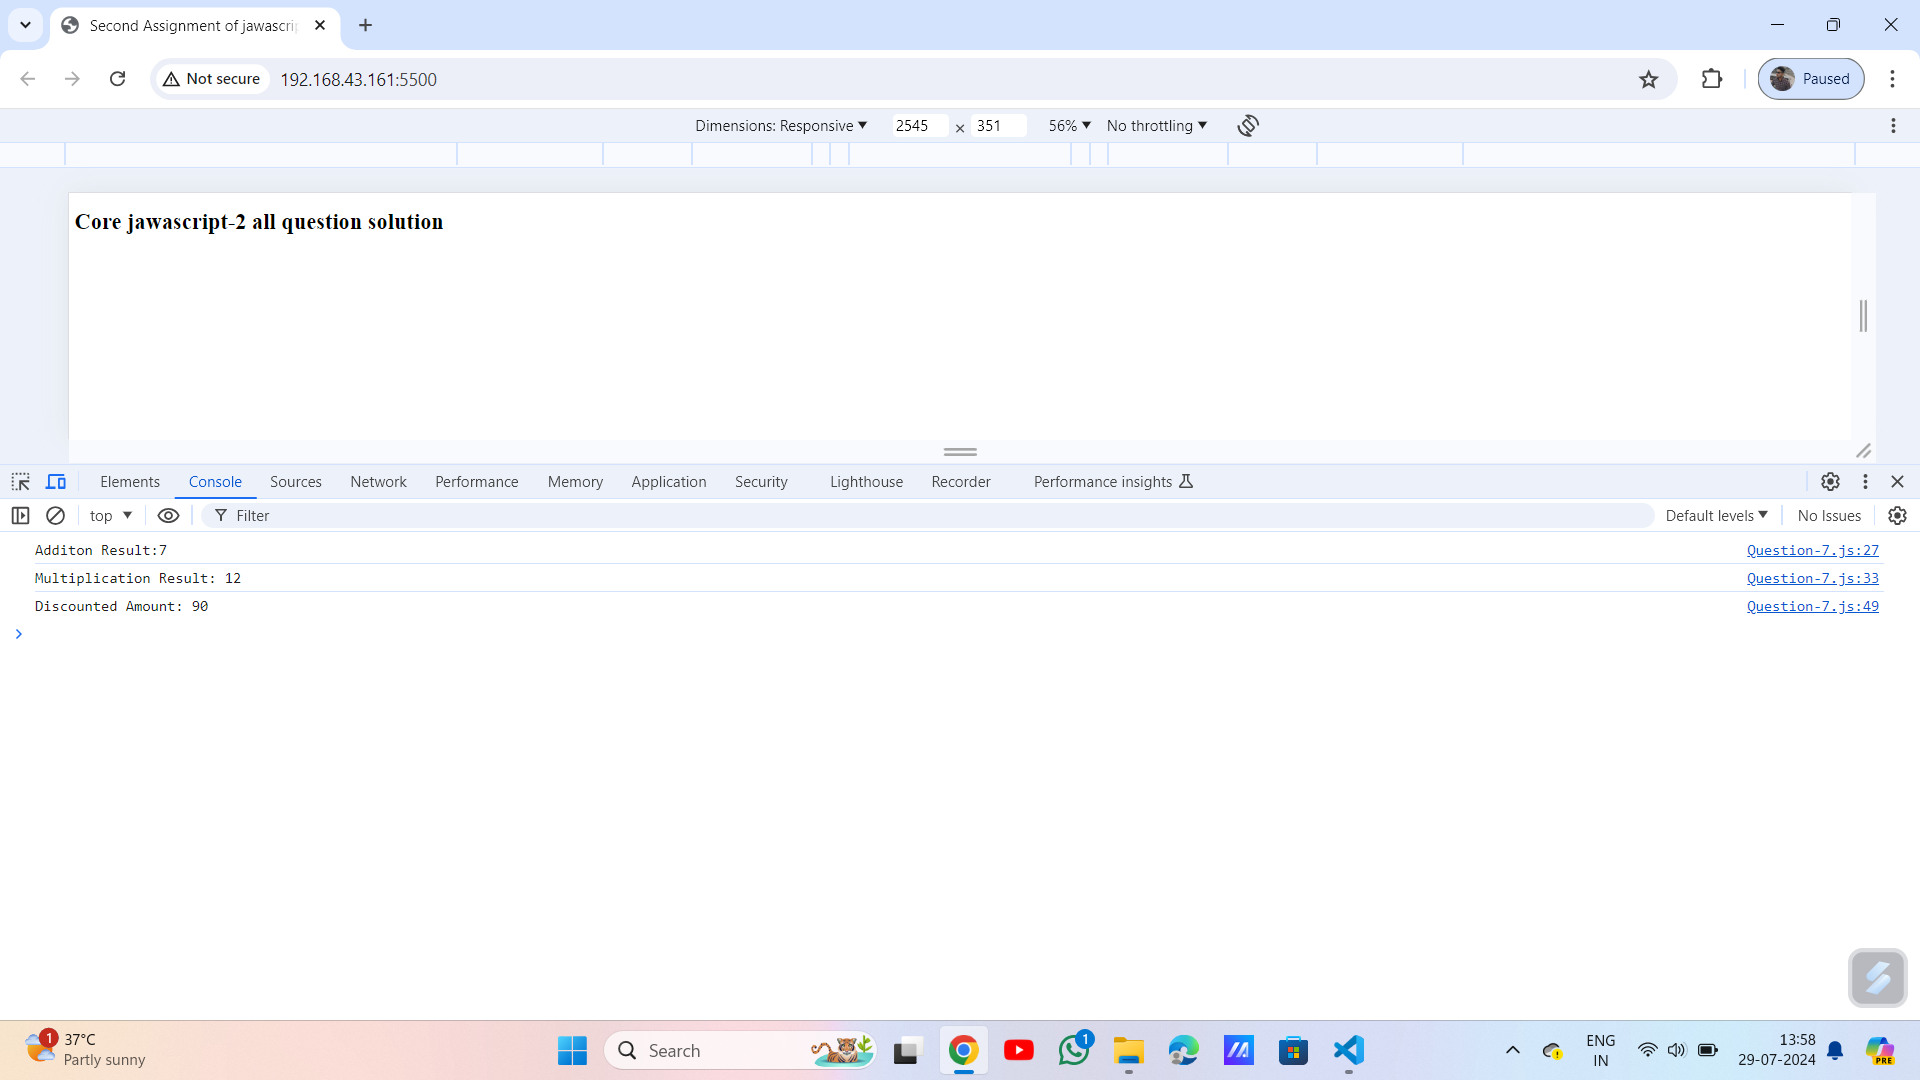 Second Assignment of jawascri
Not secure
192.168.43.161:5500
Paused
Dimensions: Responsive
2545
×
351
56%
No throttling
Core jawascript-2 all question solution
Elements
Console
Sources
Network
Performance
Memory
Application
Security
Lighthouse
Recorder
Performance insights
top
Filter
Default levels
No Issues
Additon Result:7
Question-7.js:27
Multiplication Result: 12
Question-7.js:33
Discounted Amount: 90
Question-7.js:49
1
37°C
Partly sunny
Search
1
ENG
IN
13:58
29-07-2024
PRE